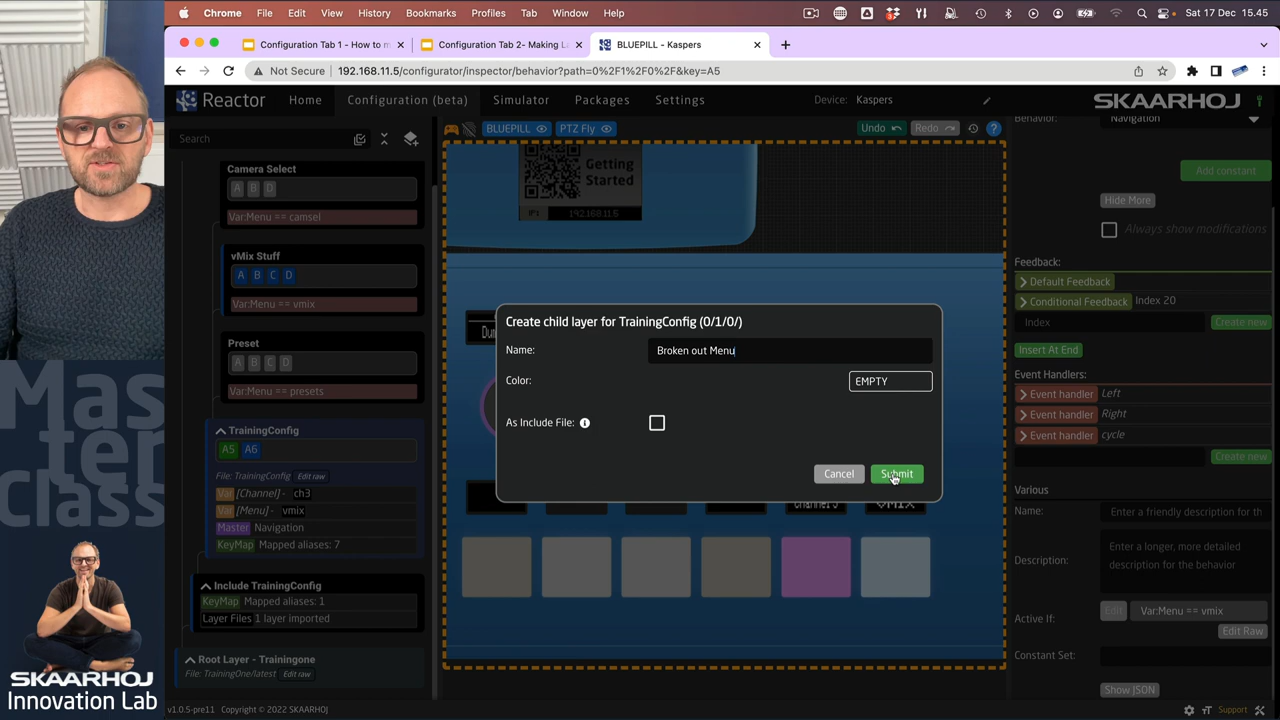 Chrome File Edit View History Bookmarks Profiles Tab Window Help
Sat 17 Dec 15.45
Configuration Tab 1 - How to m
Configuration Tab 2- Making L
BLUEPILL - Kaspers
Not Secure 192.168.11.5/configurator/inspector/behavior?path=0%2F1%2F0%2F&key=A5
Reactor Home Configuration (beta) Simulator Packages Settings Device: Kaspers SKAARHOJ
Search
BLUEPILL PTZ Fly Undo Redo ?
Behavior: Navigation
Camera Select
A B D
Var:Menu == camsel
vMix Stuff
A B C D
Var:Menu == vmix
Preset
A B D
Var:Menu == presets
TrainingConfig
A5 A6
File: TrainingConfig Edit raw
Var [Channel] - ch3
Var [Menu] - vmix
Master Navigation
KeyMap Mapped aliases: 7
Include TrainingConfig
KeyMap Mapped aliases: 1
Layer Files 1 layer imported
Root Layer - Trainingone
File: TrainingOne/latest Edit raw
Getting
Started
IP: 192.168.11.5
Create child layer for TrainingConfig (0/1/0/)
Name: Broken out Menu
Color: EMPTY
As Include File:
Cancel Submit
Add constant
Hide More
Always show modifications
Feedback:
Default Feedback
Conditional Feedback Index 20
Index Create new
Insert At End
Event Handlers:
Event handler Left
Event handler Right
Event handler cycle
Create new
Various
Name: Enter a friendly description for th
Description: Enter a longer, more detailed
description for the behavior
Active If: Edit Var:Menu == vmix
Edit Raw
Constant Set:
Show JSON
v1.0.5-pre11 Copyright © 2022 SKAARHOJ
Support
Mas
ter
Class
SKAARHOJ
Innovation Lab